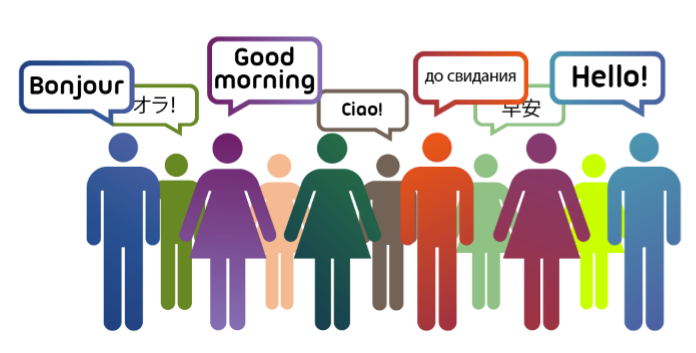 Bonjour
オラ!
Good
morning
Ciao!
до свидания
早安
Hello!